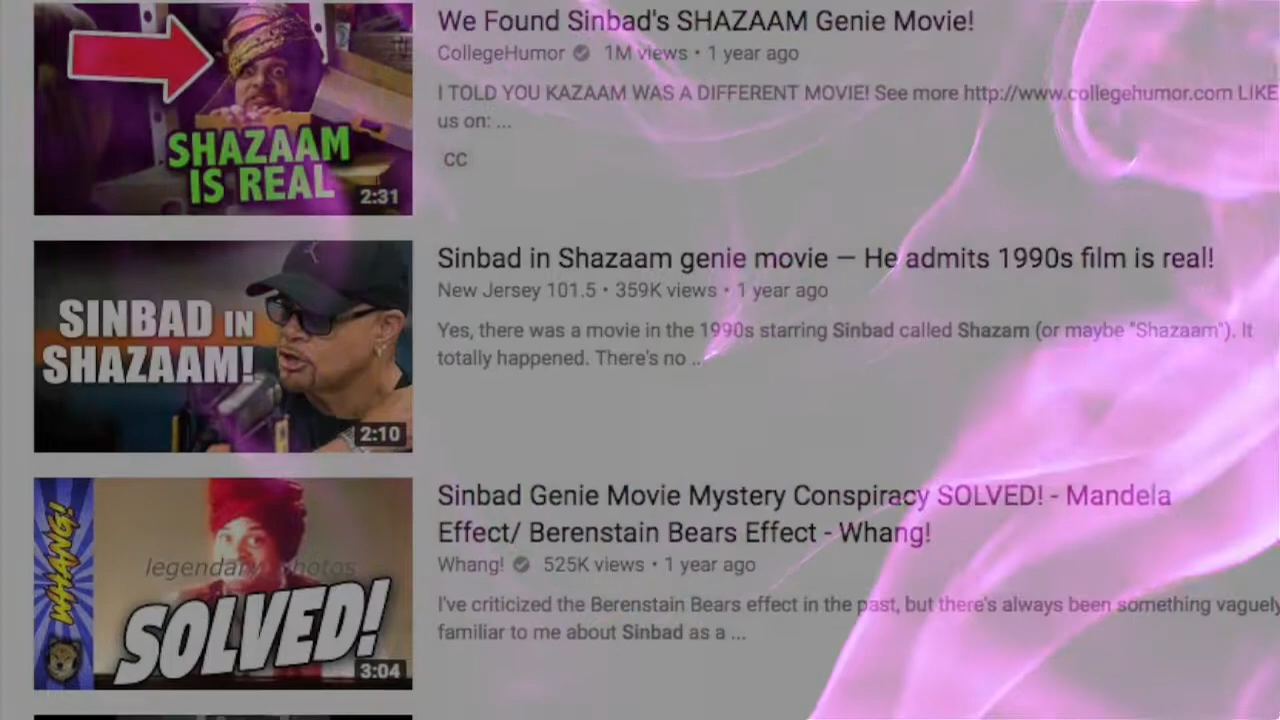 We Found Sinbad's SHAZAAM Genie Movie!
CollegeHumor 1M views • 1 year ago
I TOLD YOU KAZAAM WAS A DIFFERENT MOVIE! See more http://www.collegehumor.com LIKE
us on: ...
CC
SHAZAAM
IS REAL
2:31
Sinbad in Shazaam genie movie — He admits 1990s film is real!
New Jersey 101.5 • 359K views • 1 year ago
Yes, there was a movie in the 1990s starring Sinbad called Shazam (or maybe "Shazaam"). It
totally happened. There's no ...
SINBAD IN
SHAZAAM!
2:10
Sinbad Genie Movie Mystery Conspiracy SOLVED! - Mandela
Effect/ Berenstain Bears Effect - Whang!
Whang! 525K views • 1 year ago
I've criticized the Berenstain Bears effect in the past, but there's always been something vaguely
familiar to me about Sinbad as a ...
WHANG!
legendary photos
SOLVED!
3:04